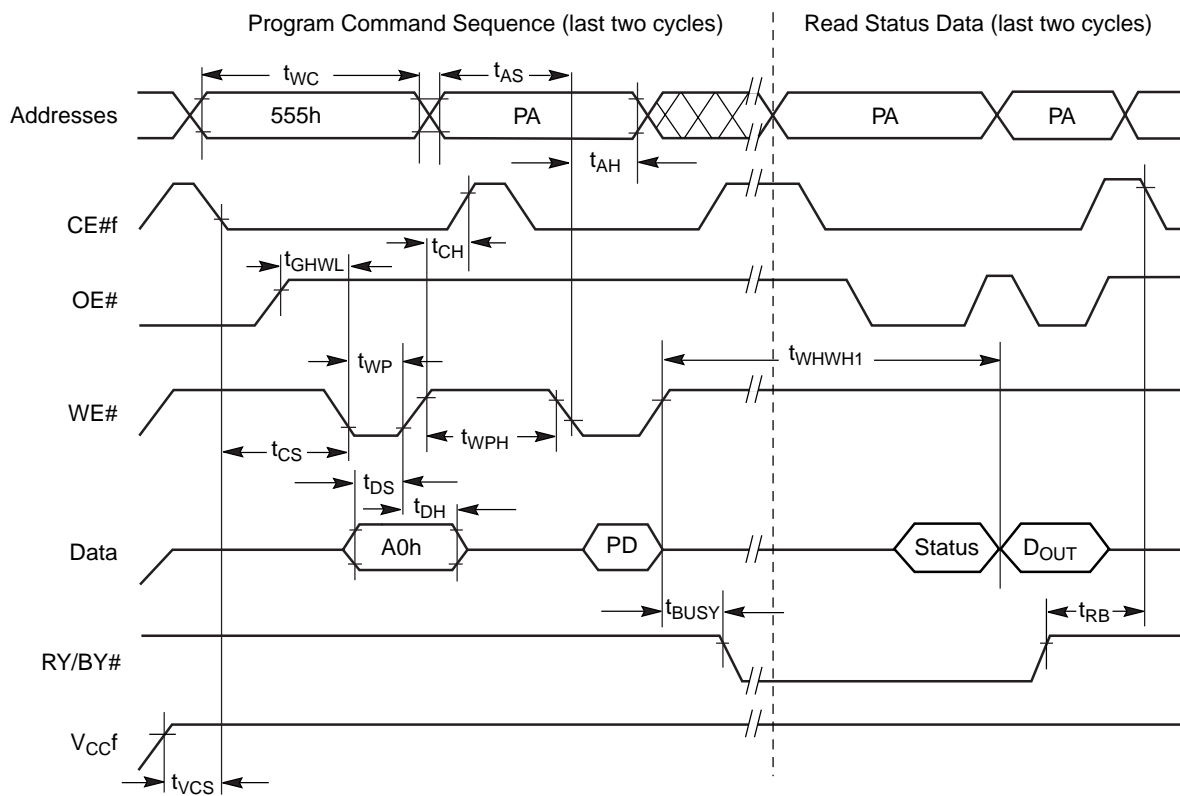 Program Command Sequence (last two cycles)
Read Status Data (last two cycles)
tWC
tAS
Addresses
555h
PA
PA
PA
tAH
CE#f
tCH
tGHWL
OE#
tWP
tWHWH1
WE#
tWPH
tCS
tDS
tDH
Data
A0h
PD
Status
DOUT
tBUSY
tRB
RY/BY#
VCCf
tVCS